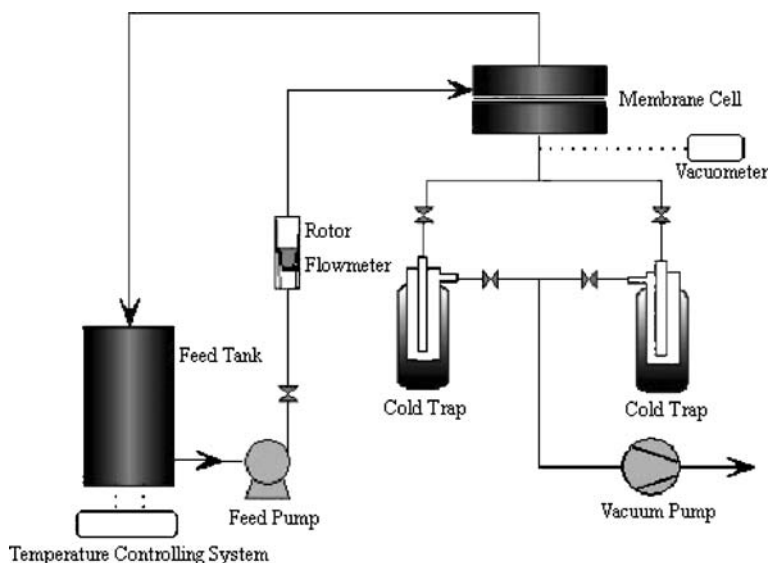 Membrane Cell
Vacuometer
Rotor
Flowmeter
Feed Tank
Cold Trap
Cold Trap
Feed Pump
Vacuum Pump
Temperature Controlling System